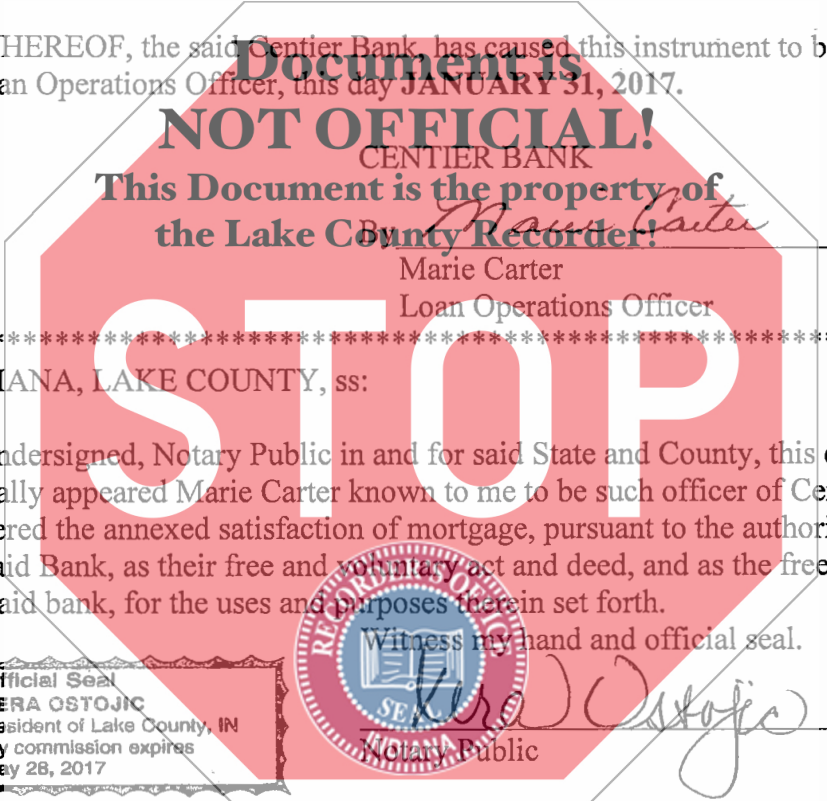 HEREOF, the said Centier Bank, has caused this instrument to b
an Operations Officer, this day JANUARY 31, 2017.
Document is
NOT OFFICIAL!
This Document is the property of
the Lake County Recorder!
CENTIER BANK
By Marie Carter
Marie Carter
Loan Operations Officer
STOP
IANA, LAKE COUNTY, ss:
ndersigned, Notary Public in and for said State and County, this
ally appeared Marie Carter known to me to be such officer of Ce
ered the annexed satisfaction of mortgage, pursuant to the authori
aid Bank, as their free and voluntary act and deed, and as the free
aid bank, for the uses and purposes therein set forth.
Witness my hand and official seal.
RECORDER'S OFFICE
SEAL
INDIANA
Kera Ostojic
Notary Public
fficial Seal
ERA OSTOJIC
sident of Lake County, IN
y commission expires
ay 28, 2017